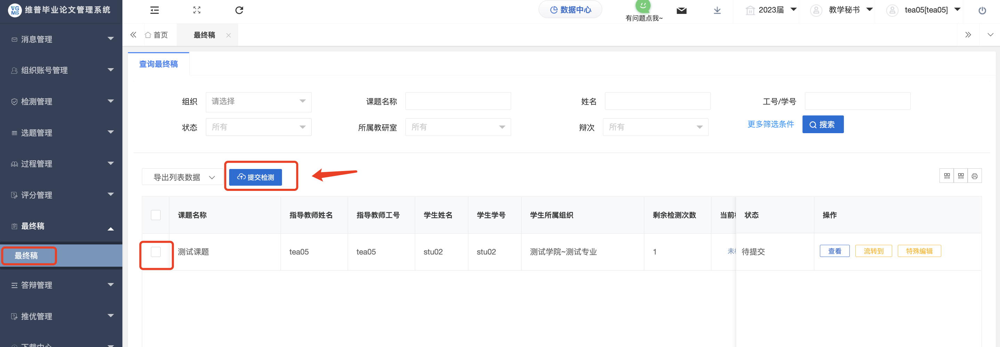 VGMS 维普毕业论文管理系统
数据中心
有问题点我~
2023届
教学秘书
tea05[tea05]
首页
最终稿
消息管理
组织账号管理
检测管理
选题管理
过程管理
评分管理
最终稿
最终稿
答辩管理
推优管理
下载中心
查询最终稿
组织 请选择
课题名称
姓名
工号/学号
状态 所有
所属教研室 所有
辩次 所有
更多筛选条件
搜索
导出列表数据
提交检测
课题名称 指导教师姓名 指导教师工号 学生姓名 学生学号 学生所属组织 剩余检测次数 当前 状态 操作
测试课题 tea05 tea05 stu02 stu02 测试学院~测试专业 1 未 待提交 查看 流转到 特殊编辑